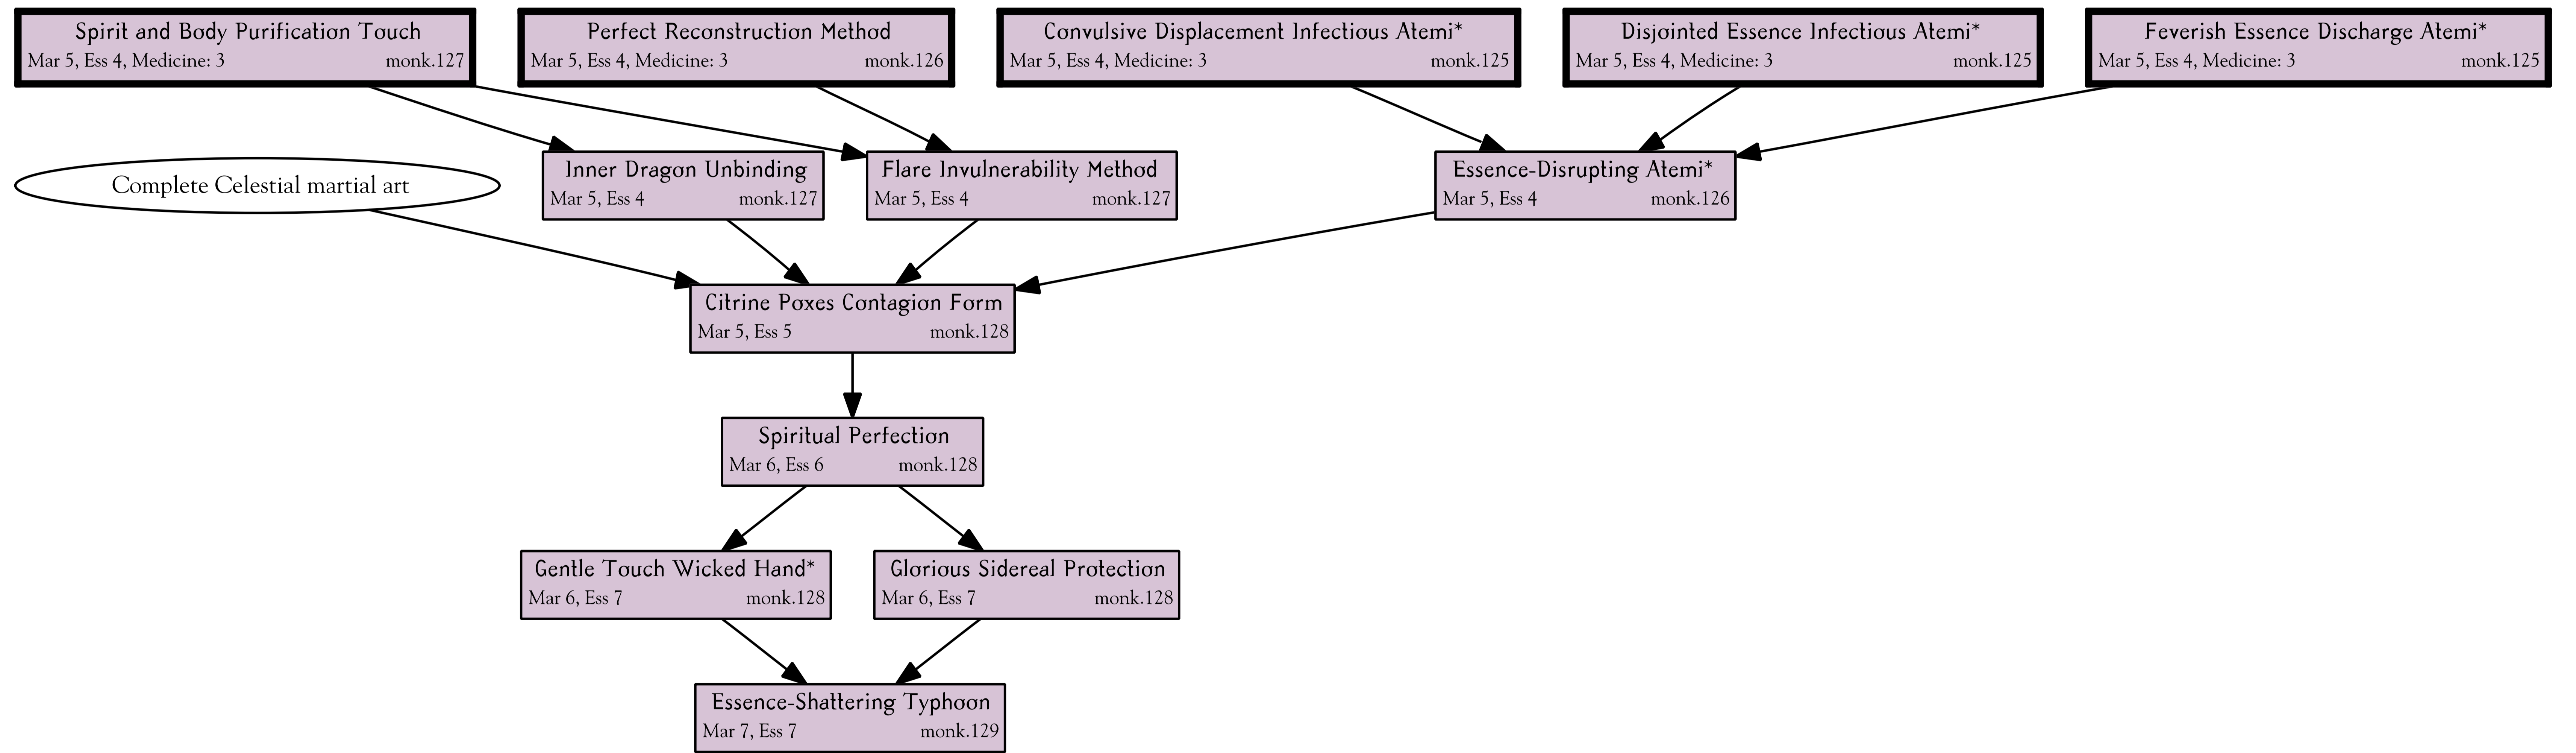 Spirit and Body Purification Touch
Mar 5, Ess 4, Medicine: 3 monk.127
Perfect Reconstruction Method
Mar 5, Ess 4, Medicine: 3 monk.126
Convulsive Displacement Infectious Atemi*
Mar 5, Ess 4, Medicine: 3 monk.125
Disjointed Essence Infectious Atemi*
Mar 5, Ess 4, Medicine: 3 monk.125
Feverish Essence Discharge Atemi*
Mar 5, Ess 4, Medicine: 3 monk.125
Complete Celestial martial art
Inner Dragon Unbinding
Mar 5, Ess 4 monk.127
Flare Invulnerability Method
Mar 5, Ess 4 monk.127
Essence-Disrupting Atemi*
Mar 5, Ess 4 monk.126
Citrine Poxes Contagion Form
Mar 5, Ess 5 monk.128
Spiritual Perfection
Mar 6, Ess 6 monk.128
Gentle Touch Wicked Hand*
Mar 6, Ess 7 monk.128
Glorious Sidereal Protection
Mar 6, Ess 7 monk.128
Essence-Shattering Typhoon
Mar 7, Ess 7 monk.129